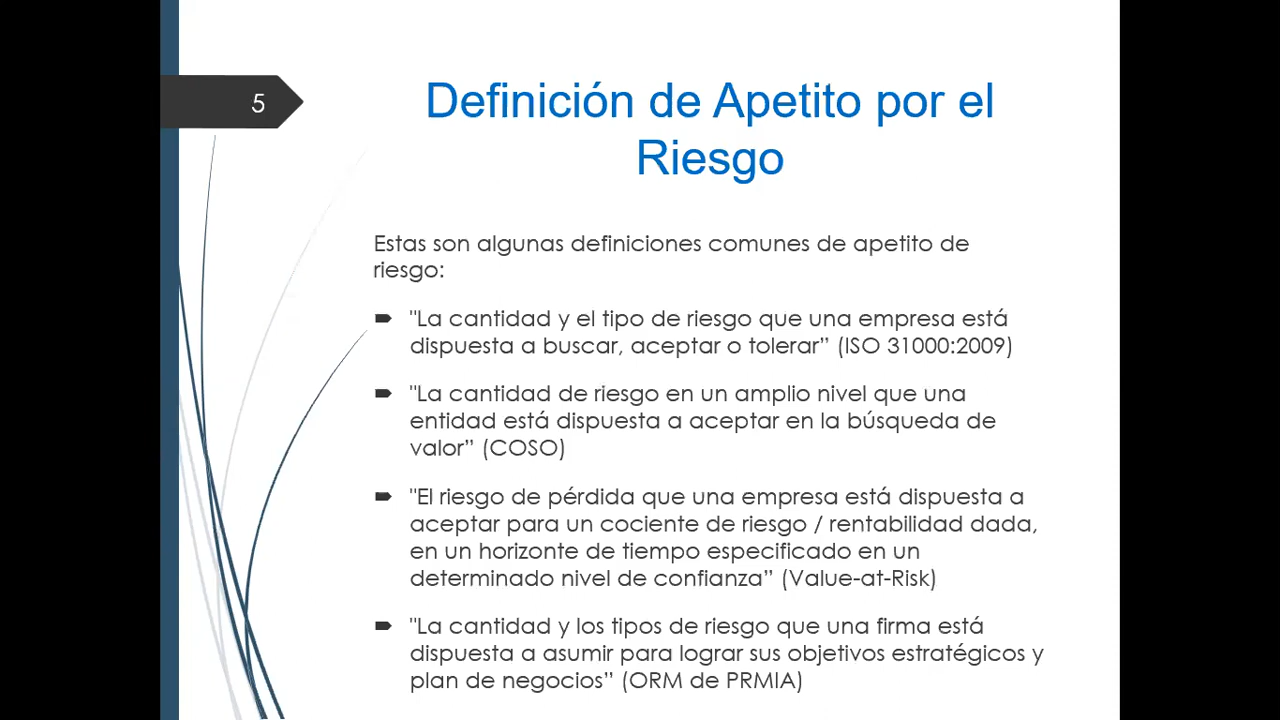 5
Definición de Apetito por el
Riesgo
Estas son algunas definiciones comunes de apetito de
riesgo:
"La cantidad y el tipo de riesgo que una empresa está
dispuesta a buscar, aceptar o tolerar” (ISO 31000:2009)
"La cantidad de riesgo en un amplio nivel que una
entidad está dispuesta a aceptar en la búsqueda de
valor” (COSO)
"El riesgo de pérdida que una empresa está dispuesta a
aceptar para un cociente de riesgo / rentabilidad dada,
en un horizonte de tiempo especificado en un
determinado nivel de confianza” (Value-at-Risk)
"La cantidad y los tipos de riesgo que una firma está
dispuesta a asumir para lograr sus objetivos estratégicos y
plan de negocios” (ORM de PRMIA)